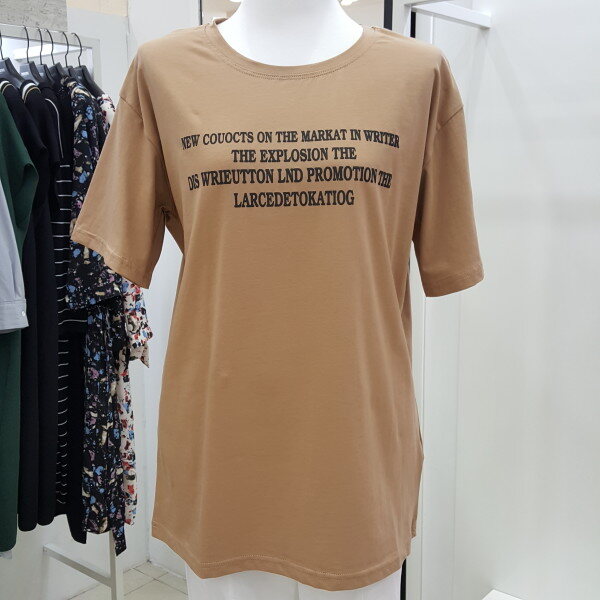 NEW COUOCTS ON THE MARKAT IN WRITER
THE EXPLOSION THE
DIS WRIEUTTON LND PROMOTION THE
LARCEDETOKATIOG